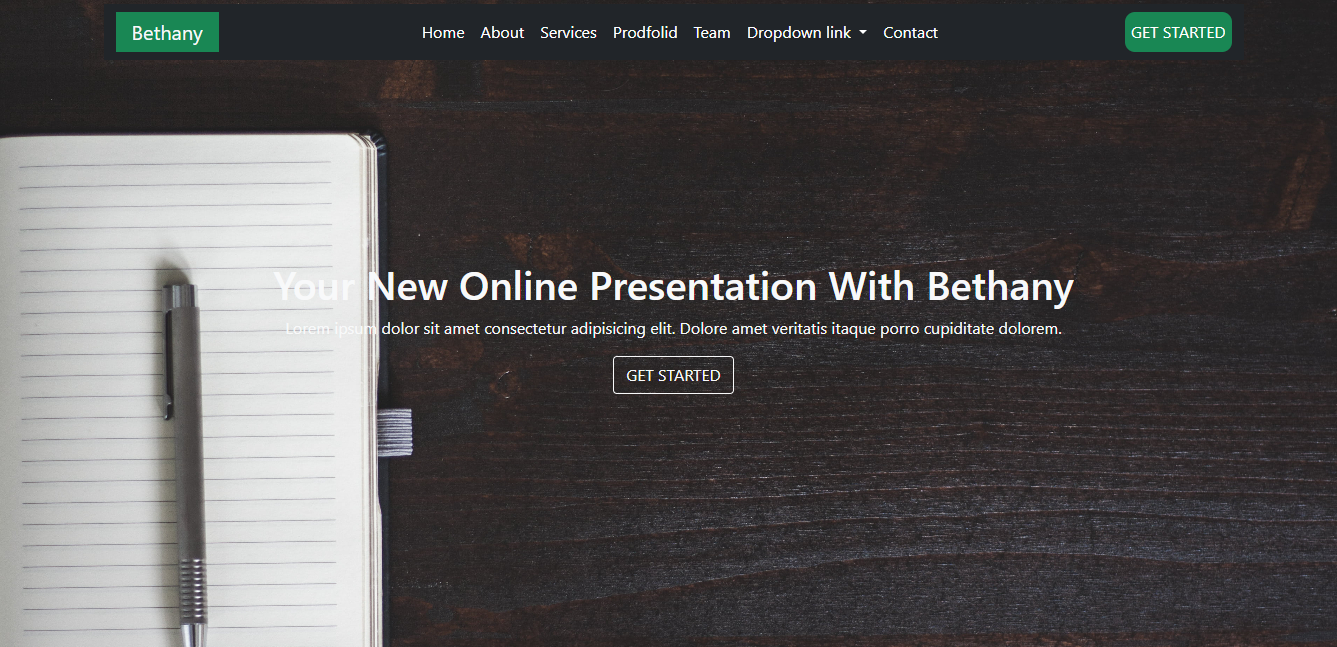 Bethany Home About Services Prodfolid Team Dropdown link Contact GET STARTED
Your New Online Presentation With Bethany
Lorem ipsum dolor sit amet consectetur adipisicing elit. Dolore amet veritatis itaque porro cupiditate dolorem.
GET STARTED